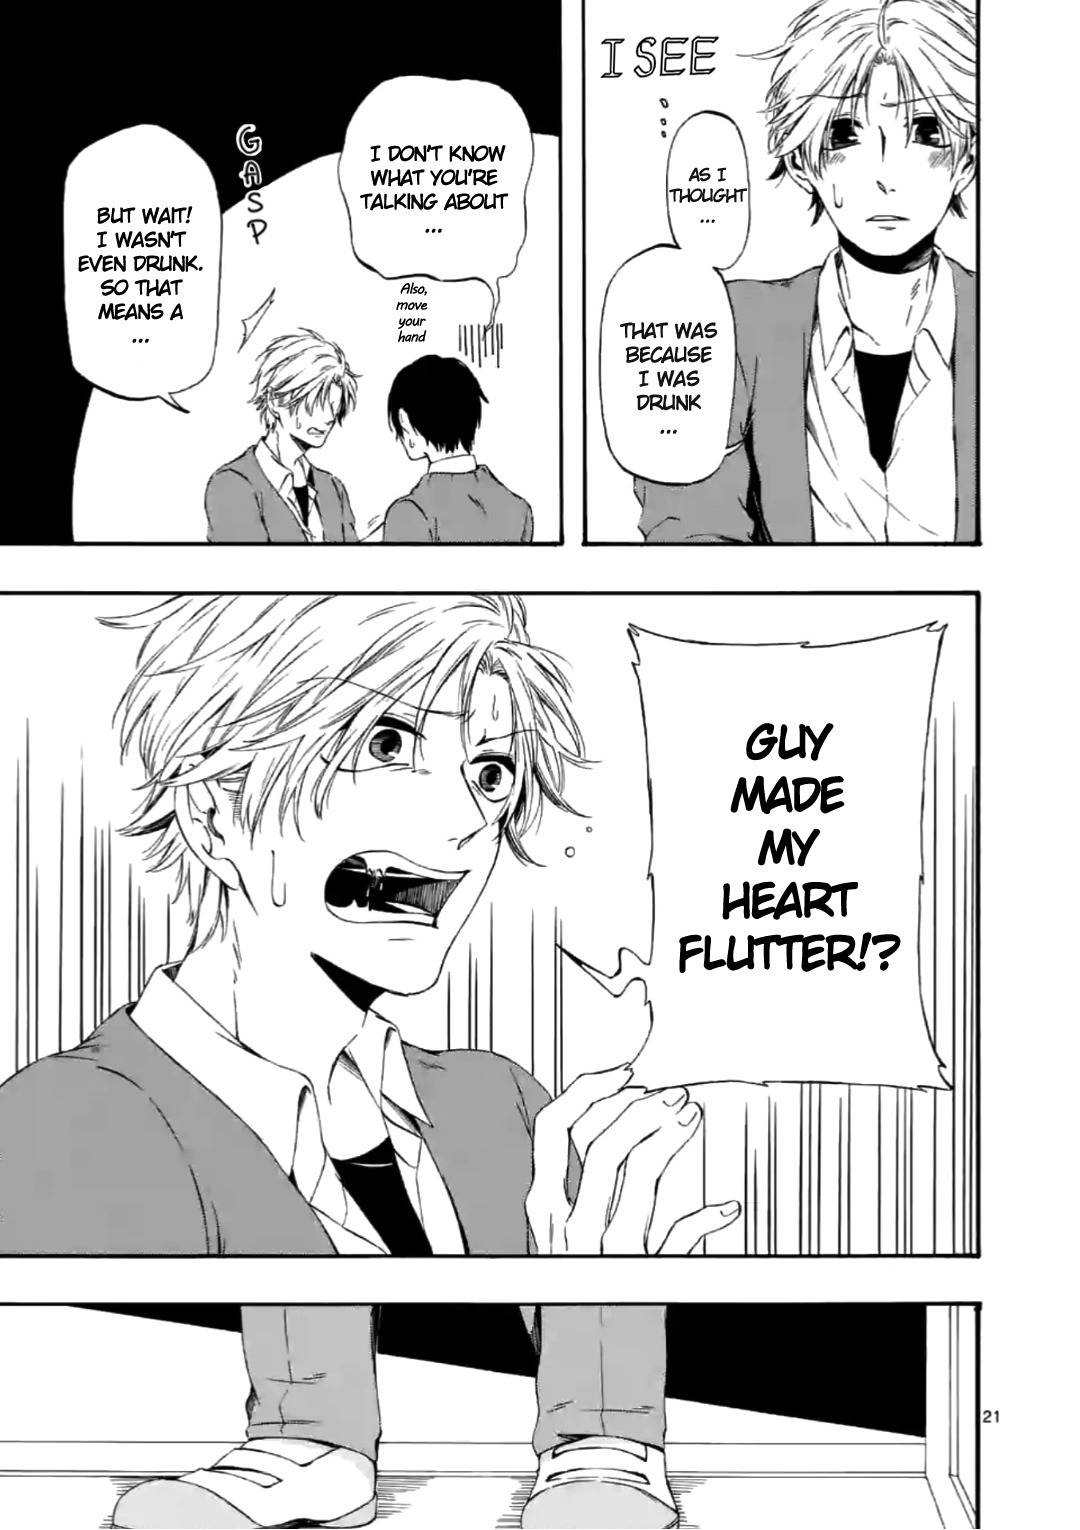 I SEE
...
AS I
THOUGHT
...
THAT WAS
BECAUSE
I WAS
DRUNK
...
I DON'T KNOW
WHAT YOU'RE
TALKING ABOUT
...
Also,
move
your
hand
GASP
BUT WAIT!
I WASN'T
EVEN DRUNK.
SO THAT
MEANS A
...
GUY
MADE
MY
HEART
FLUTTER!?
21